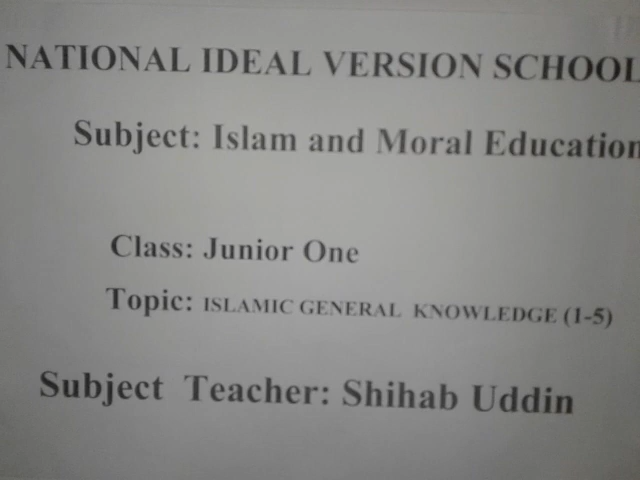 NATIONAL IDEAL VERSION SCHOOL
Subject: Islam and Moral Education
Class: Junior One
Topic: ISLAMIC GENERAL KNOWLEDGE (1-5)
Subject Teacher: Shihab Uddin